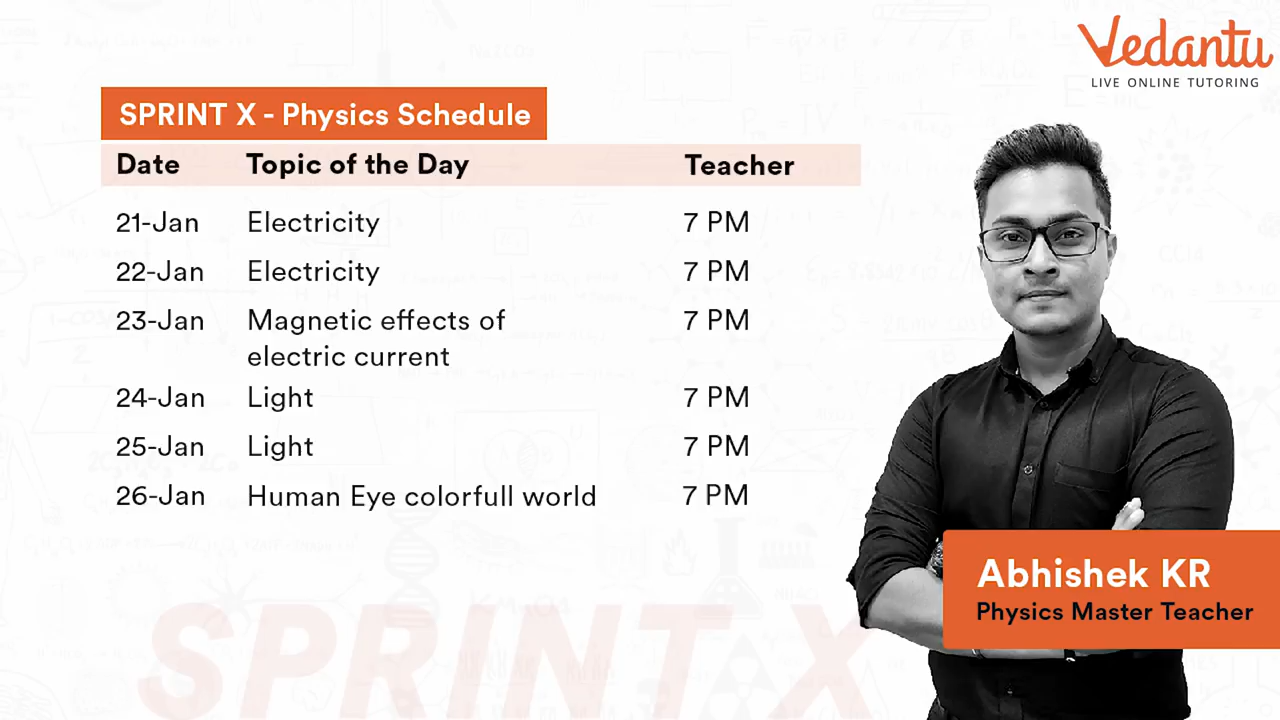 Vedantu
LIVE ONLINE TUTORING
SPRINT X - Physics Schedule
Date Topic of the Day Teacher
21-Jan Electricity 7 PM
22-Jan Electricity 7 PM
23-Jan Magnetic effects of 7 PM
electric current
24-Jan Light 7 PM
25-Jan Light 7 PM
26-Jan Human Eye colorfull world 7 PM
Abhishek KR
Physics Master Teacher
SPRINT X